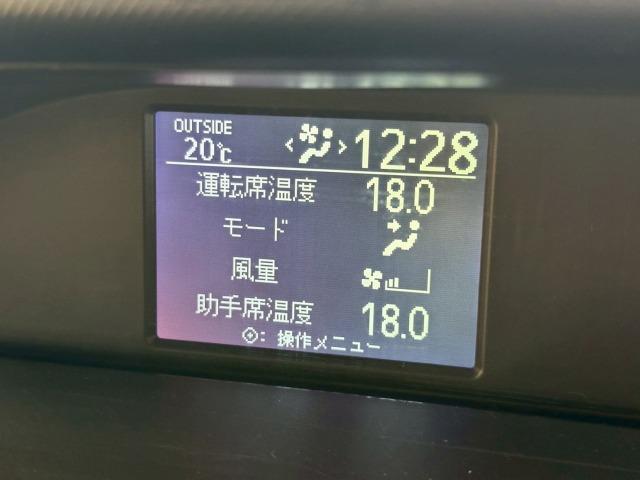 OUTSIDE
20℃ < > 12:28
運転席温度 18.0
モード
風量
助手席温度 18.0
: 操作メニュー